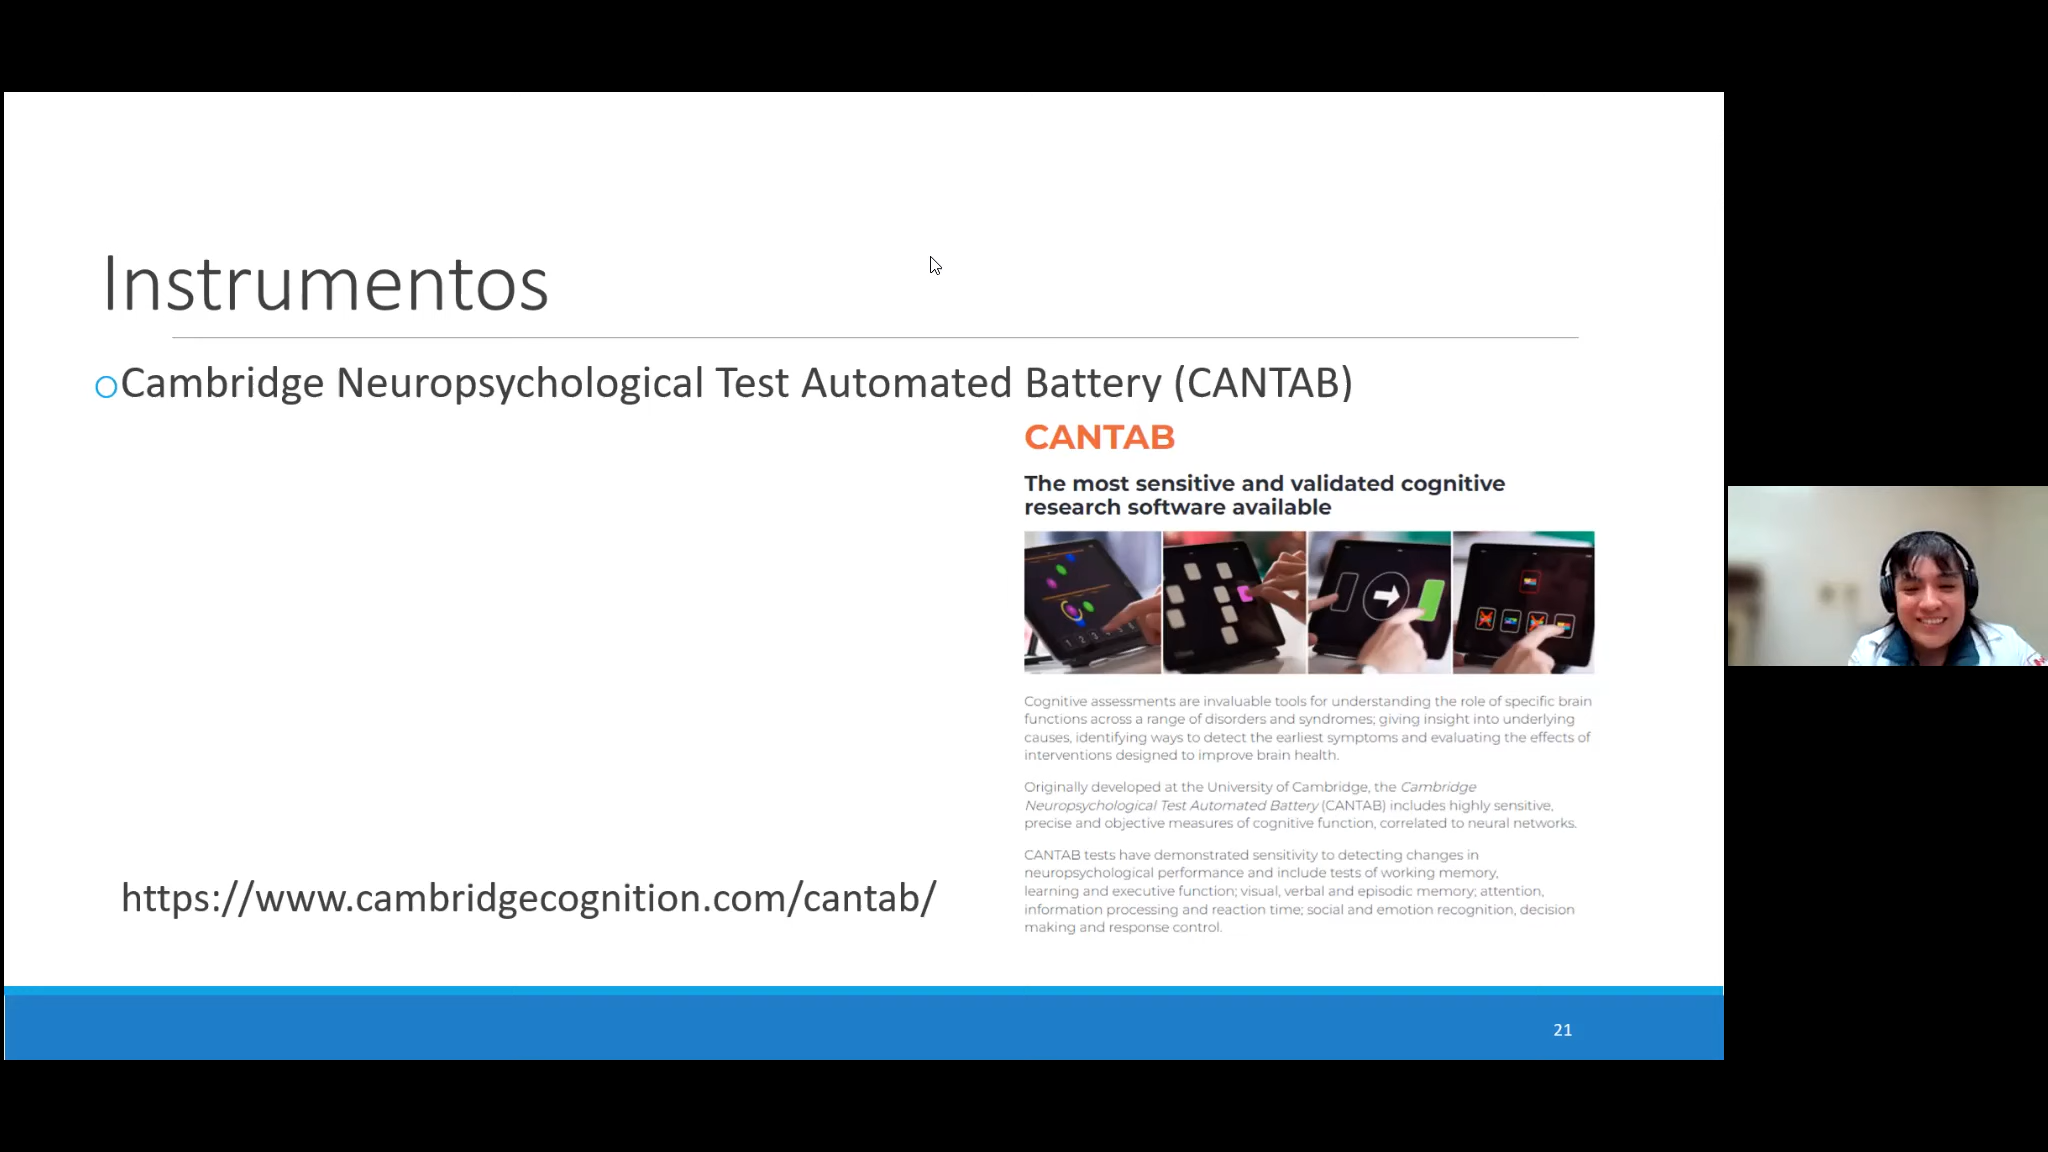 Instrumentos
Cambridge Neuropsychological Test Automated Battery (CANTAB)
CANTAB
The most sensitive and validated cognitive
research software available
1 2 3
Cognitive assessments are invaluable tools for understanding the role of specific brain
functions across a range of disorders and syndromes; giving insight into underlying
causes, identifying ways to detect the earliest symptoms and evaluating the effects of
interventions designed to improve brain health.
Originally developed at the University of Cambridge, the Cambridge
Neuropsychological Test Automated Battery (CANTAB) includes highly sensitive,
precise and objective measures of cognitive function, correlated to neural networks.
CANTAB tests have demonstrated sensitivity to detecting changes in
neuropsychological performance and include tests of working memory,
learning and executive function; visual, verbal and episodic memory; attention,
information processing and reaction time; social and emotion recognition, decision
making and response control.
https://www.cambridgecognition.com/cantab/
21